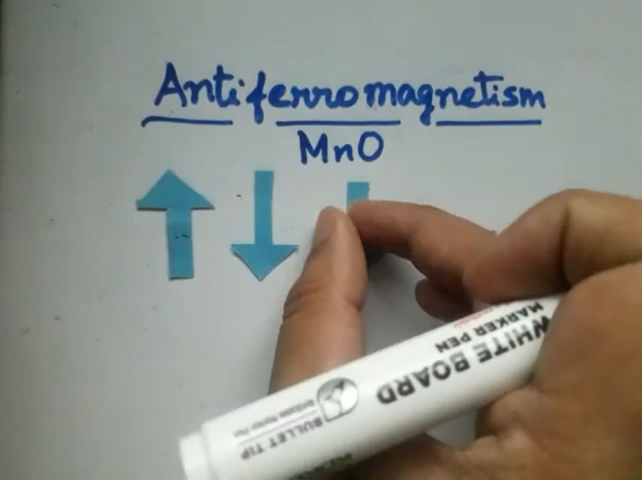 Antiferromagnetism
MnO
WHITE BOARD
MARKER PEN
BULLET TIP